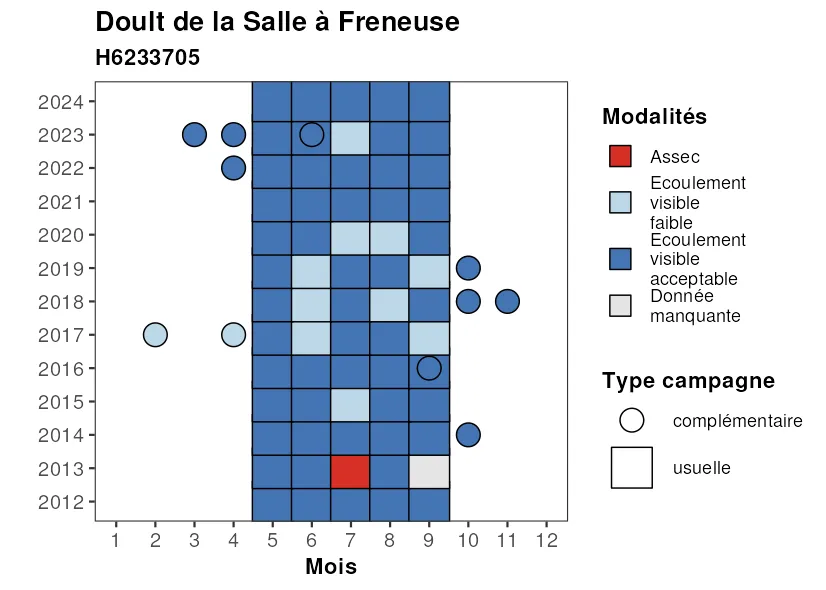 Doult de la Salle à Freneuse
H6233705
2024
2023
2022
2021
2020
2019
2018
2017
2016
2015
2014
2013
2012
1 2 3 4 5 6 7 8 9 10 11 12
Mois
Modalités
Assec
Ecoulement
visible
faible
Ecoulement
visible
acceptable
Donnée
manquante
Type campagne
complémentaire
usuelle